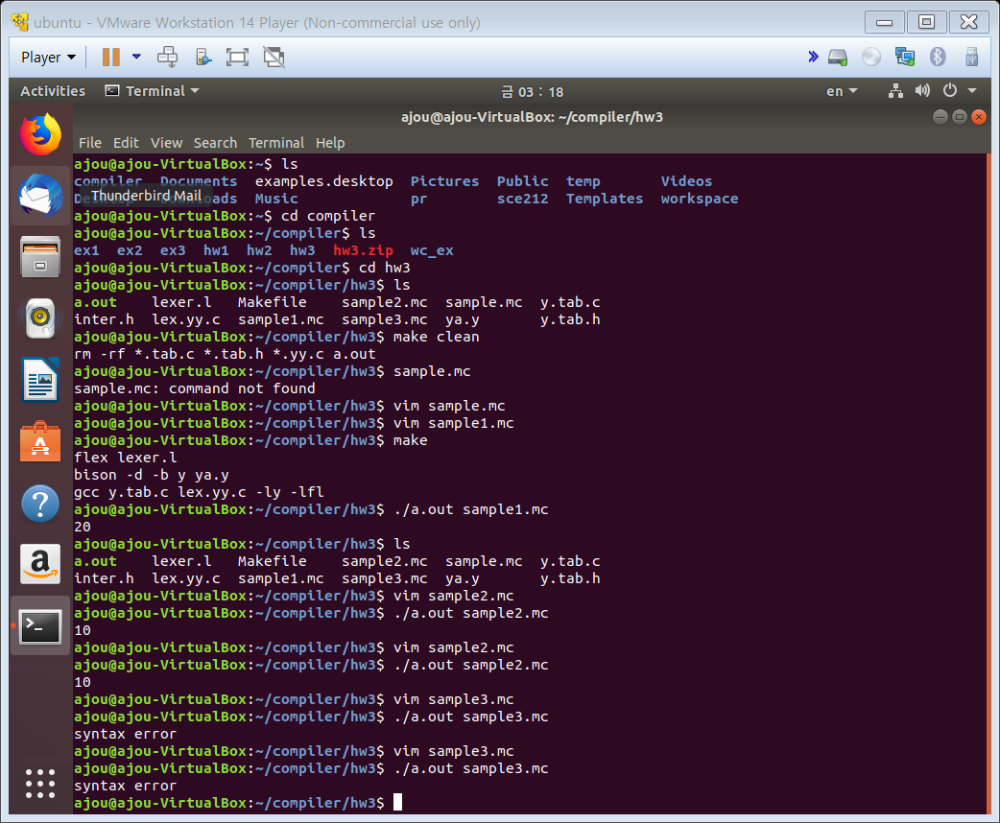 ubuntu - VMware Workstation 14 Player (Non-commercial use only)
Player
Activities Terminal 금 03 : 18 en
ajou@ajou-VirtualBox: ~/compiler/hw3
File Edit View Search Terminal Help
ajou@ajou-VirtualBox:~$ ls
compiler Documents examples.desktop Pictures Public temp Videos
Thunderbird Mail
Music pr sce212 Templates workspace
ajou@ajou-VirtualBox:~$ cd compiler
ajou@ajou-VirtualBox:~/compiler$ ls
ex1 ex2 ex3 hw1 hw2 hw3 hw3.zip wc_ex
ajou@ajou-VirtualBox:~/compiler$ cd hw3
ajou@ajou-VirtualBox:~/compiler/hw3$ ls
a.out lexer.l Makefile sample2.mc sample.mc y.tab.c
inter.h lex.yy.c sample1.mc sample3.mc ya.y y.tab.h
ajou@ajou-VirtualBox:~/compiler/hw3$ make clean
rm -rf *.tab.c *.tab.h *.yy.c a.out
ajou@ajou-VirtualBox:~/compiler/hw3$ sample.mc
sample.mc: command not found
ajou@ajou-VirtualBox:~/compiler/hw3$ vim sample.mc
ajou@ajou-VirtualBox:~/compiler/hw3$ vim sample1.mc
ajou@ajou-VirtualBox:~/compiler/hw3$ make
flex lexer.l
bison -d -b y ya.y
gcc y.tab.c lex.yy.c -ly -lfl
ajou@ajou-VirtualBox:~/compiler/hw3$ ./a.out sample1.mc
20
ajou@ajou-VirtualBox:~/compiler/hw3$ ls
a.out lexer.l Makefile sample2.mc sample.mc y.tab.c
inter.h lex.yy.c sample1.mc sample3.mc ya.y y.tab.h
ajou@ajou-VirtualBox:~/compiler/hw3$ vim sample2.mc
ajou@ajou-VirtualBox:~/compiler/hw3$ ./a.out sample2.mc
10
ajou@ajou-VirtualBox:~/compiler/hw3$ vim sample2.mc
ajou@ajou-VirtualBox:~/compiler/hw3$ ./a.out sample2.mc
10
ajou@ajou-VirtualBox:~/compiler/hw3$ vim sample3.mc
ajou@ajou-VirtualBox:~/compiler/hw3$ ./a.out sample3.mc
syntax error
ajou@ajou-VirtualBox:~/compiler/hw3$ vim sample3.mc
ajou@ajou-VirtualBox:~/compiler/hw3$ ./a.out sample3.mc
syntax error
ajou@ajou-VirtualBox:~/compiler/hw3$